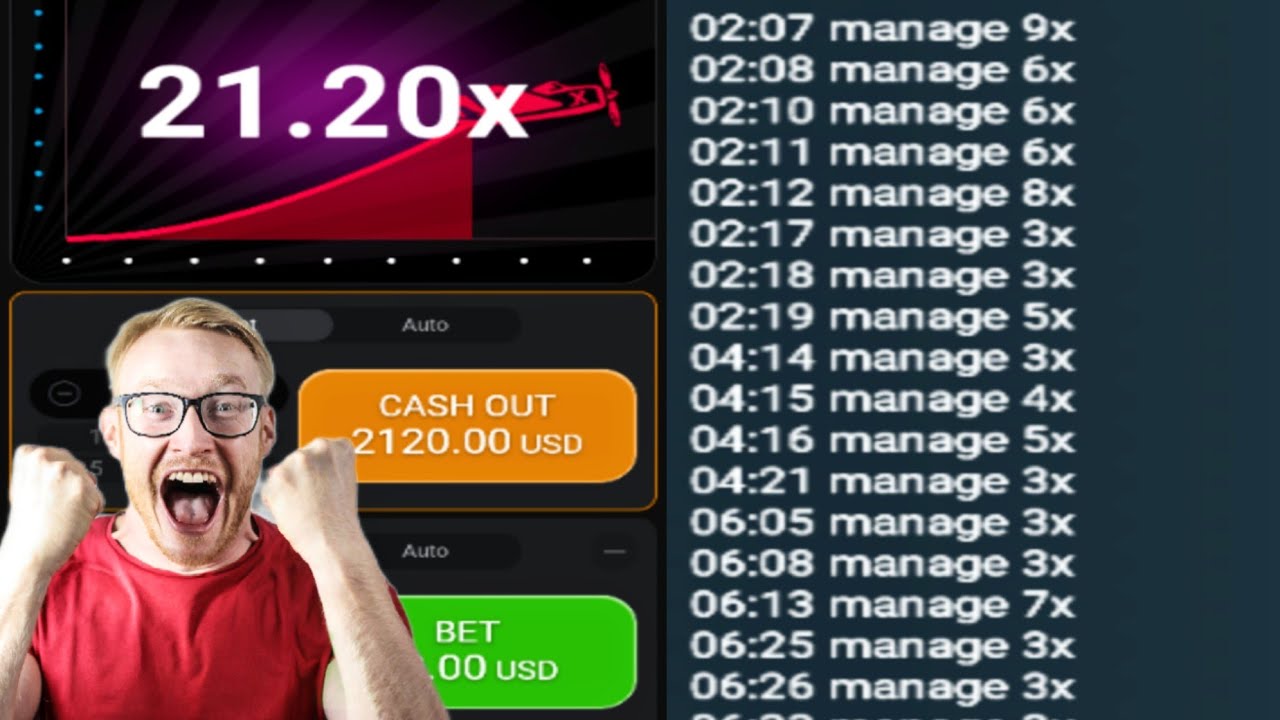 21.20x
Auto
CASH OUT
2120.00 USD
Auto
BET
.00 USD
02:07 manage 9x
02:08 manage 6x
02:10 manage 6x
02:11 manage 6x
02:12 manage 8x
02:17 manage 3x
02:18 manage 3x
02:19 manage 5x
04:14 manage 3x
04:15 manage 4x
04:16 manage 5x
04:21 manage 3x
06:05 manage 3x
06:08 manage 3x
06:13 manage 7x
06:25 manage 3x
06:26 manage 3x